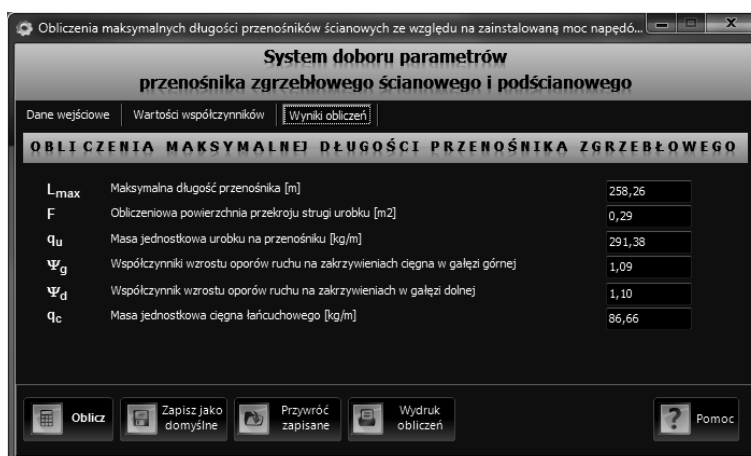 Obliczenia maksymalnych długości przenośników ścianowych ze względu na zainstalowaną moc napędó...
System doboru parametrów
przenośnika zgrzebłowego ścianowego i podścianowego
Dane wejściowe Wartości współczynników Wyniki obliczeń
OBLICZENIA MAKSYMALNEJ DŁUGOŚCI PRZENOŚNIKA ZGRZEBŁOWEGO
Lmax Maksymalna długość przenośnika [m] 258,26
F Obliczeniowa powierzchnia przekroju strugi urobku [m2] 0,29
qu Masa jednostkowa urobku na przenośniku [kg/m] 291,38
Ψg Współczynniki wzrostu oporów ruchu na zakrzywieniach cięgna w gałęzi górnej 1,09
Ψd Współczynnik wzrostu oporów ruchu na zakrzywieniach w gałęzi dolnej 1,10
qc Masa jednostkowa cięgna łańcuchowego [kg/m] 86,66
Oblicz Zapisz jako domyślne Przywróć zapisane Wydruk obliczeń ? Pomoc